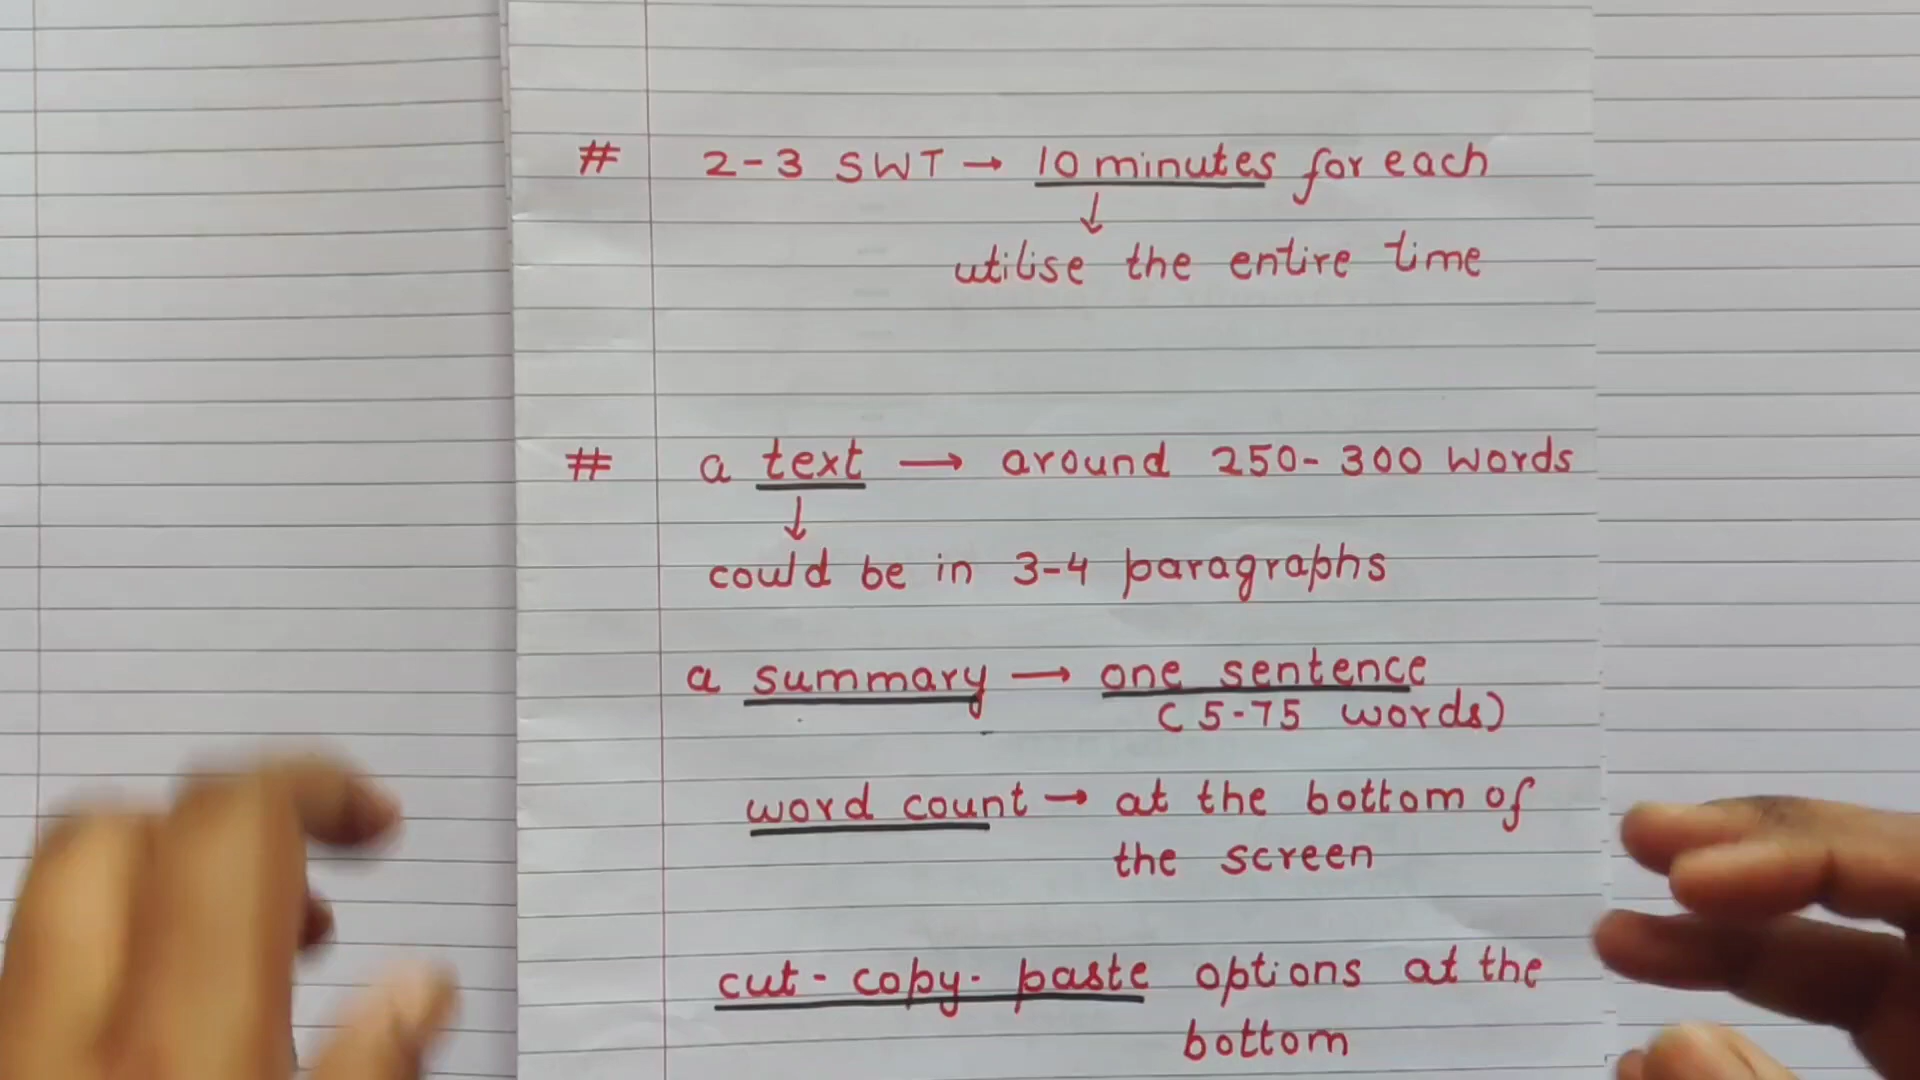 # 2-3 SWT → 10 minutes for each
↓
utilise the entire time
# a text → around 250-300 words
↓
could be in 3-4 paragraphs
a summary → one sentence
(5-75 words)
word count → at the bottom of
the screen
cut-copy-paste options at the
bottom